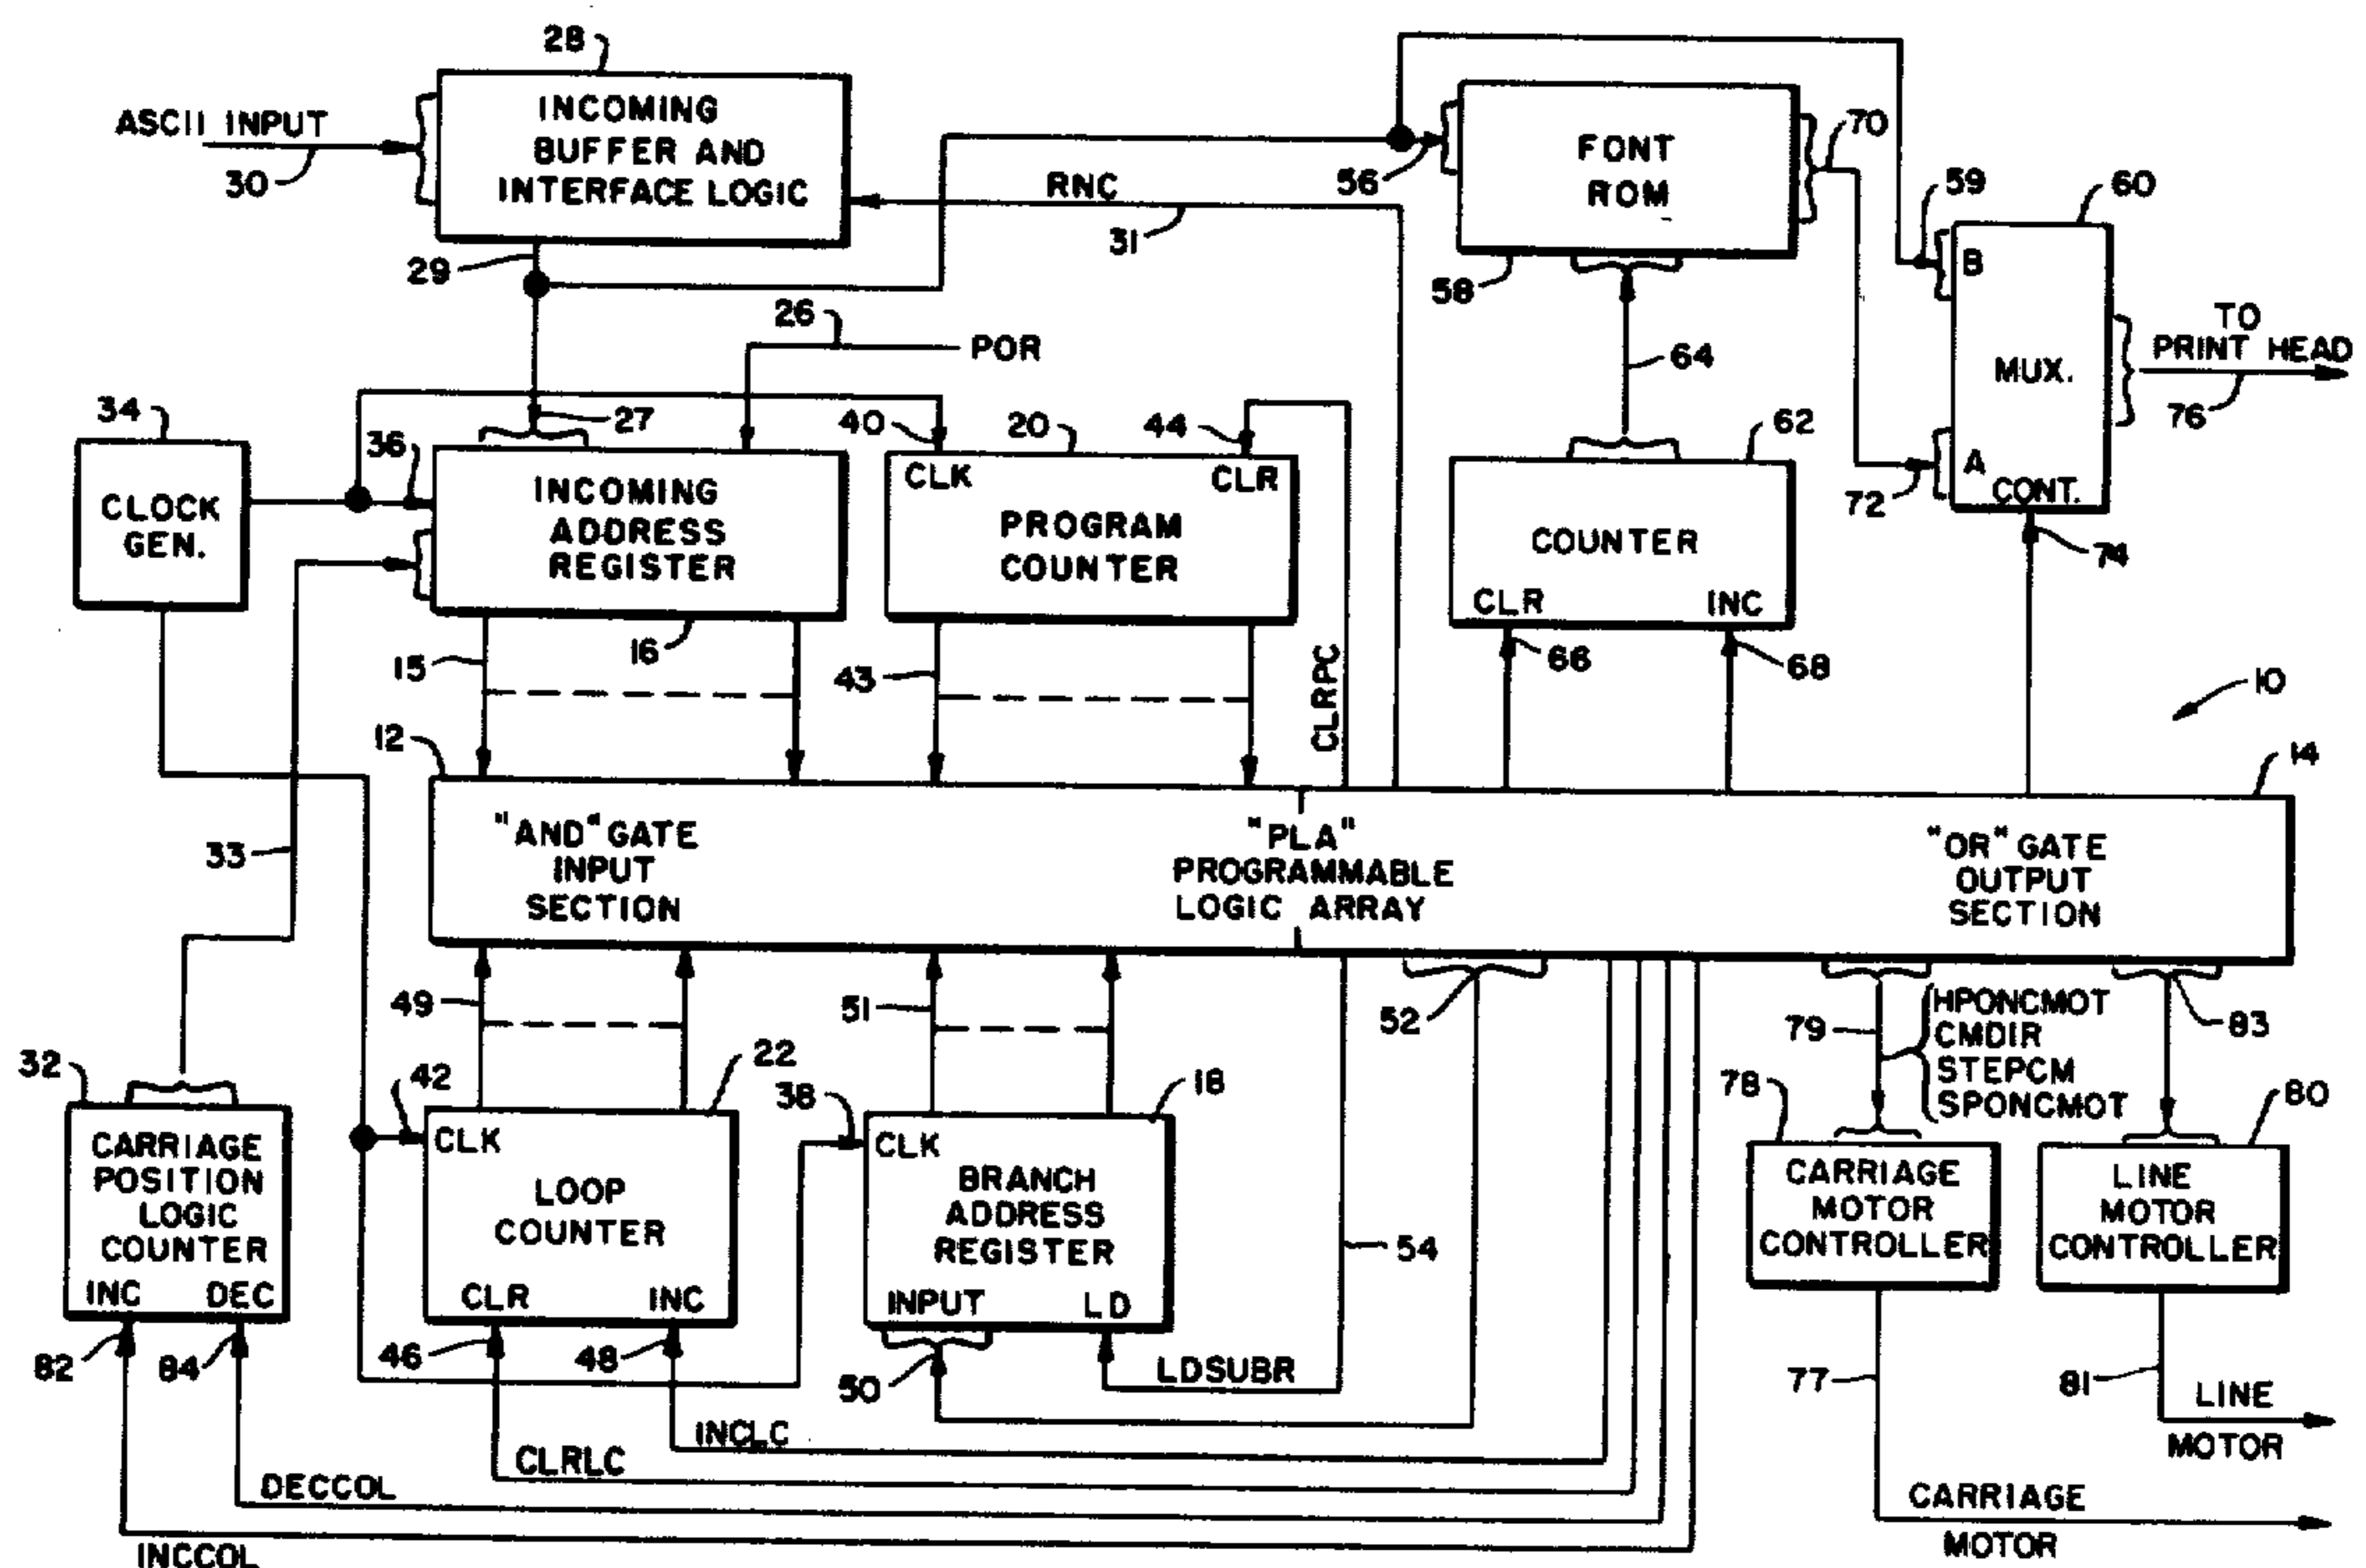 28
ASCII INPUT
30
INCOMING
BUFFER AND
INTERFACE LOGIC
29
RNC
31
56
FONT
ROM
58
70
59
60
B
MUX.
A
CONT.
72
74
TO
PRINT HEAD
76
26
POR
27
34
CLOCK
GEN.
36
INCOMING
ADDRESS
REGISTER
15
16
40
20
44
CLK
CLR
PROGRAM
COUNTER
43
CLRPC
64
62
COUNTER
CLR
INC
66
68
10
12
14
"AND" GATE
INPUT
SECTION
"PLA"
PROGRAMMABLE
LOGIC ARRAY
"OR" GATE
OUTPUT
SECTION
33
32
CARRIAGE
POSITION
LOGIC
COUNTER
INC
DEC
82
84
49
42
22
CLK
LOOP
COUNTER
CLR
INC
46
48
51
38
18
CLK
BRANCH
ADDRESS
REGISTER
INPUT
LD
50
LDSUBR
54
52
79
HPONCMOT
CMDIR
STEPCM
SPONCMOT
83
78
CARRIAGE
MOTOR
CONTROLLER
80
LINE
MOTOR
CONTROLLER
77
81
LINE
MOTOR
CARRIAGE
MOTOR
INCLC
CLRLC
DECCOL
INCCOL